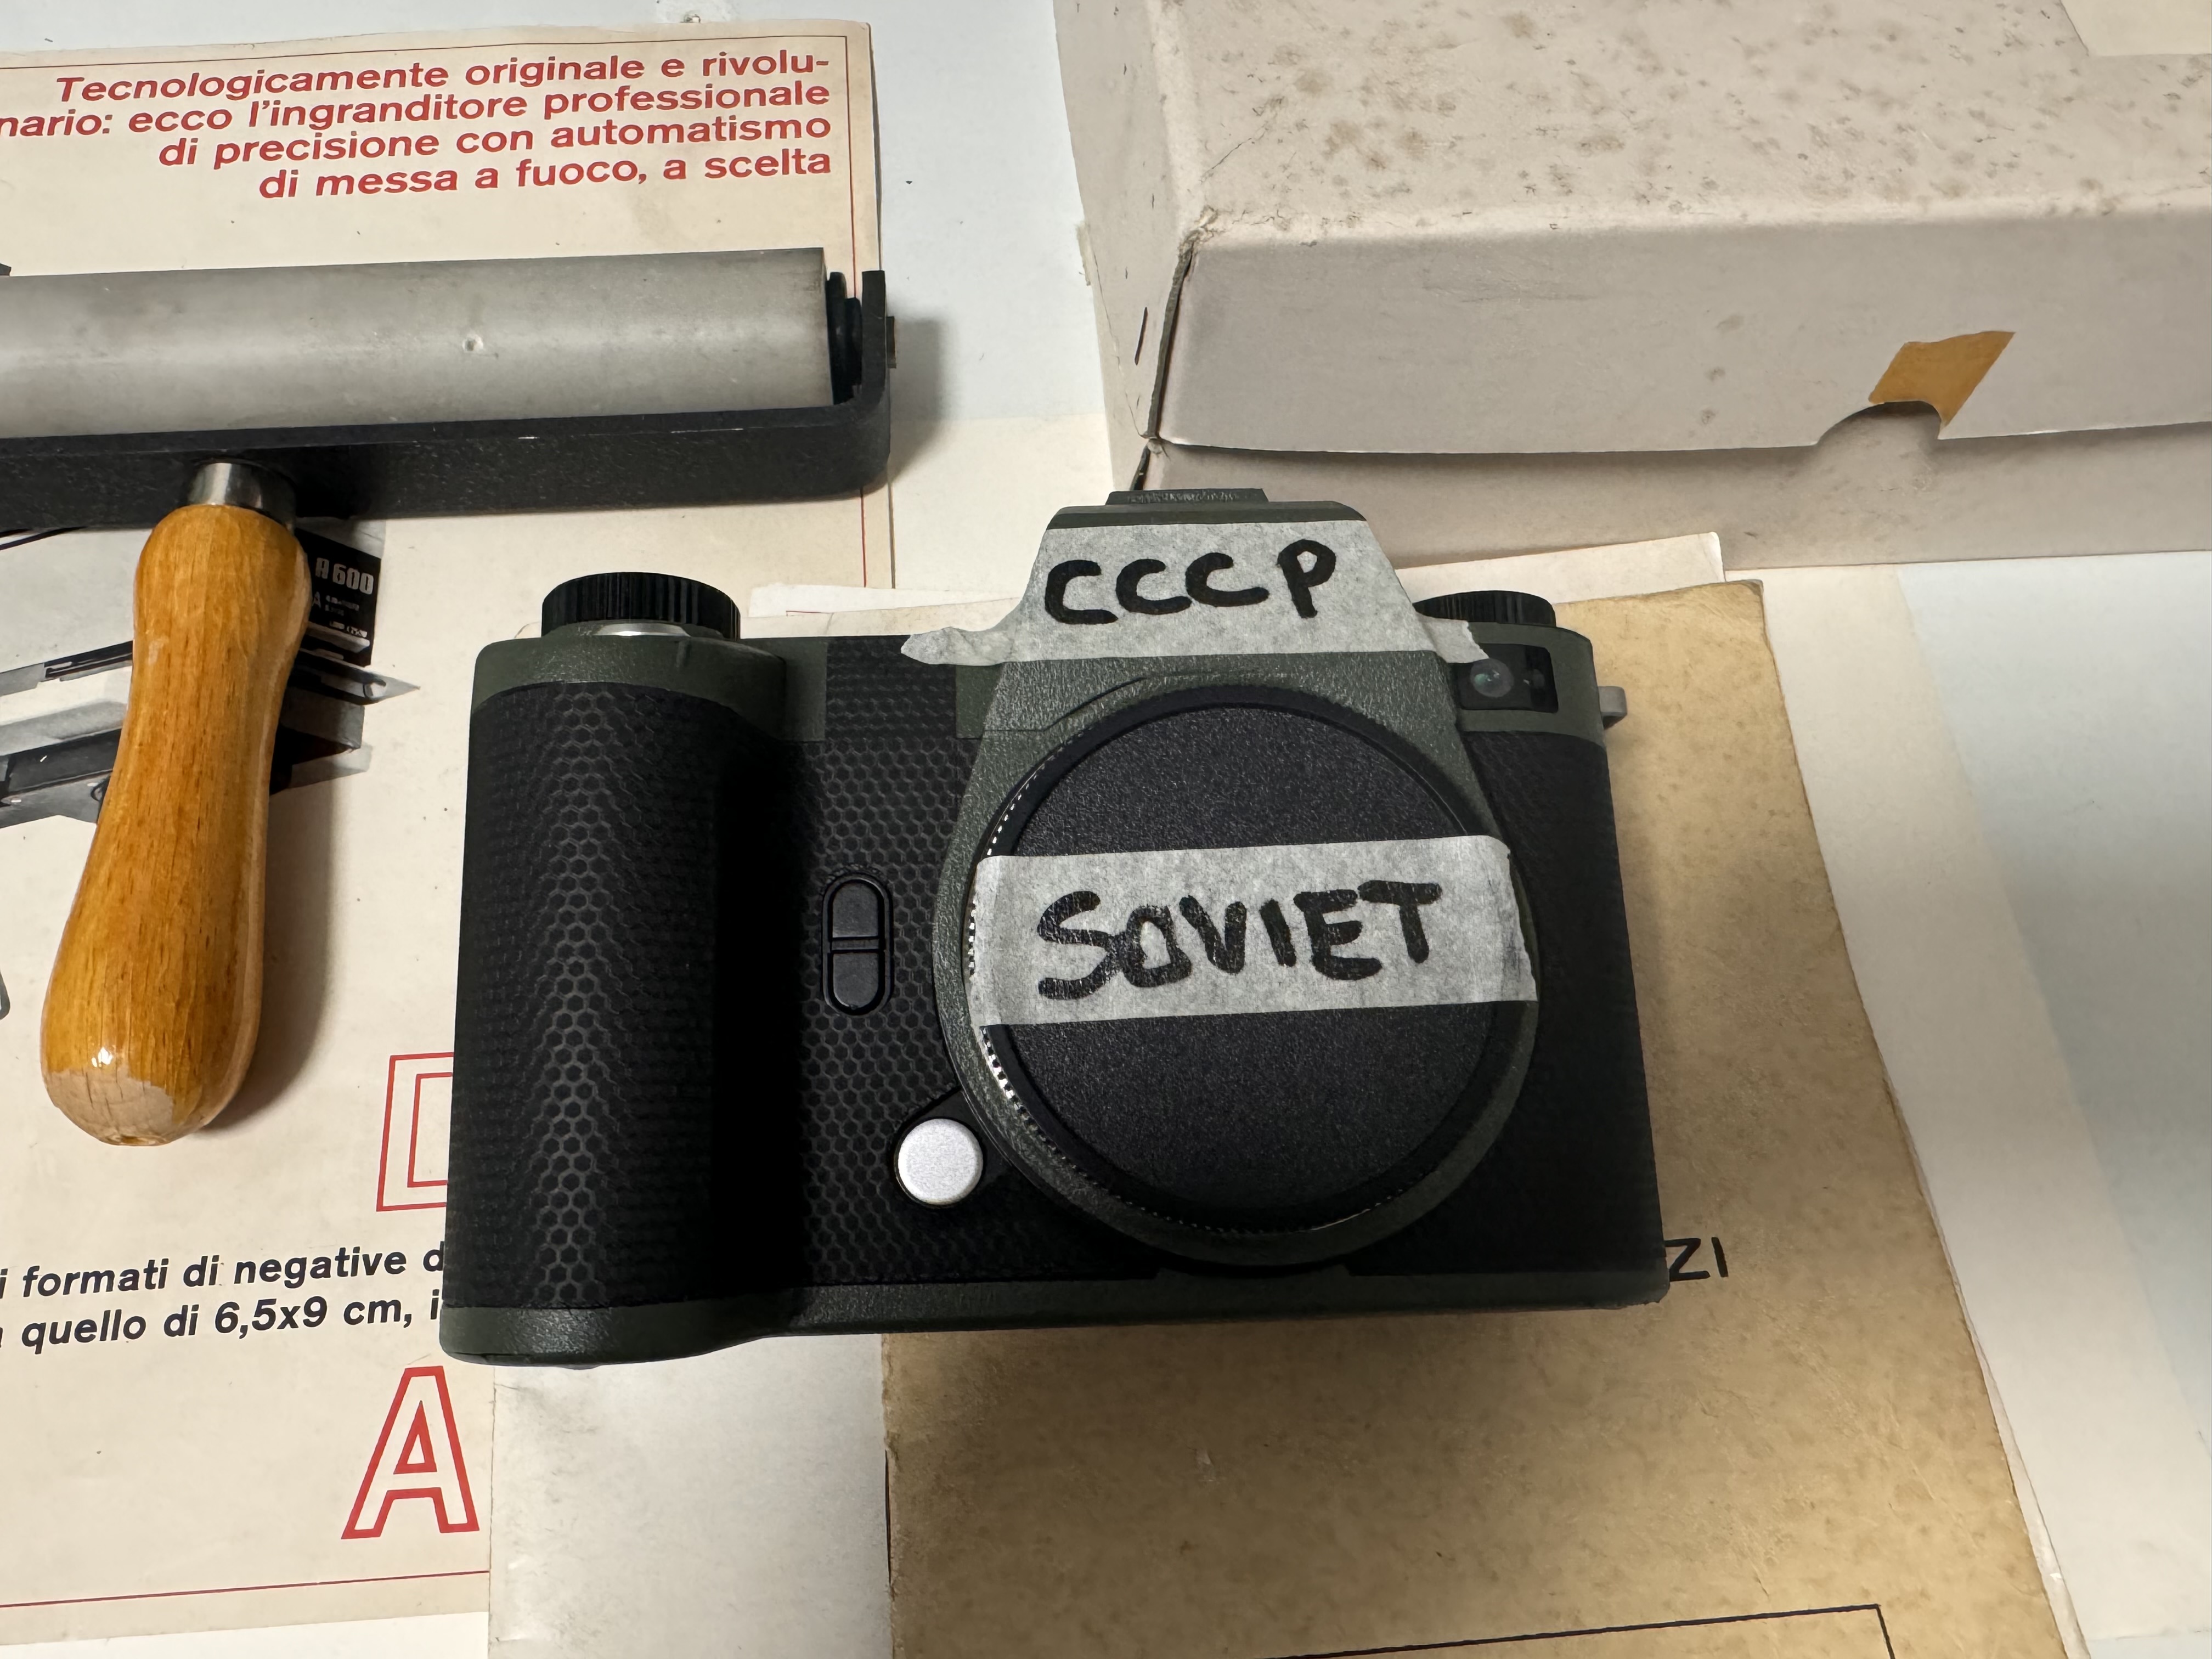 Tecnologicamente originale e rivolu-
nario: ecco l'ingranditore professionale
di precisione con automatismo
di messa a fuoco, a scelta
A600
CCCP
SOVIET
i formati di negative
quello di 6,5x9 cm,
A
ZI